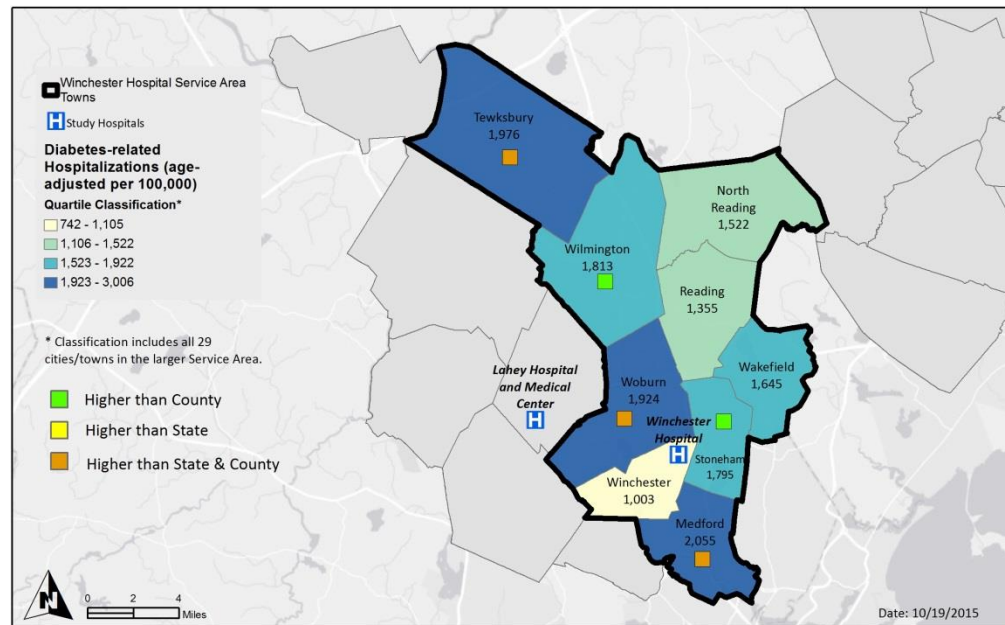 Winchester Hospital Service Area
Towns
H Study Hospitals
Diabetes-related
Hospitalizations (age-
adjusted per 100,000)
Quartile Classification*
742 - 1,105
1,106 - 1,522
1,523 - 1,922
1,923 - 3,006
* Classification includes all 29
cities/towns in the larger Service Area.
Higher than County
Higher than State
Higher than State & County
Tewksbury
1,976
North
Reading
1,522
Wilmington
1,813
Reading
1,355
Wakefield
1,645
Woburn
1,924
Lahey Hospital
and Medical
Center
H
Winchester
Hospital
H
Stoneham
1,795
Winchester
1,003
Medford
2,055
N
0 2 4
Miles
Date: 10/19/2015